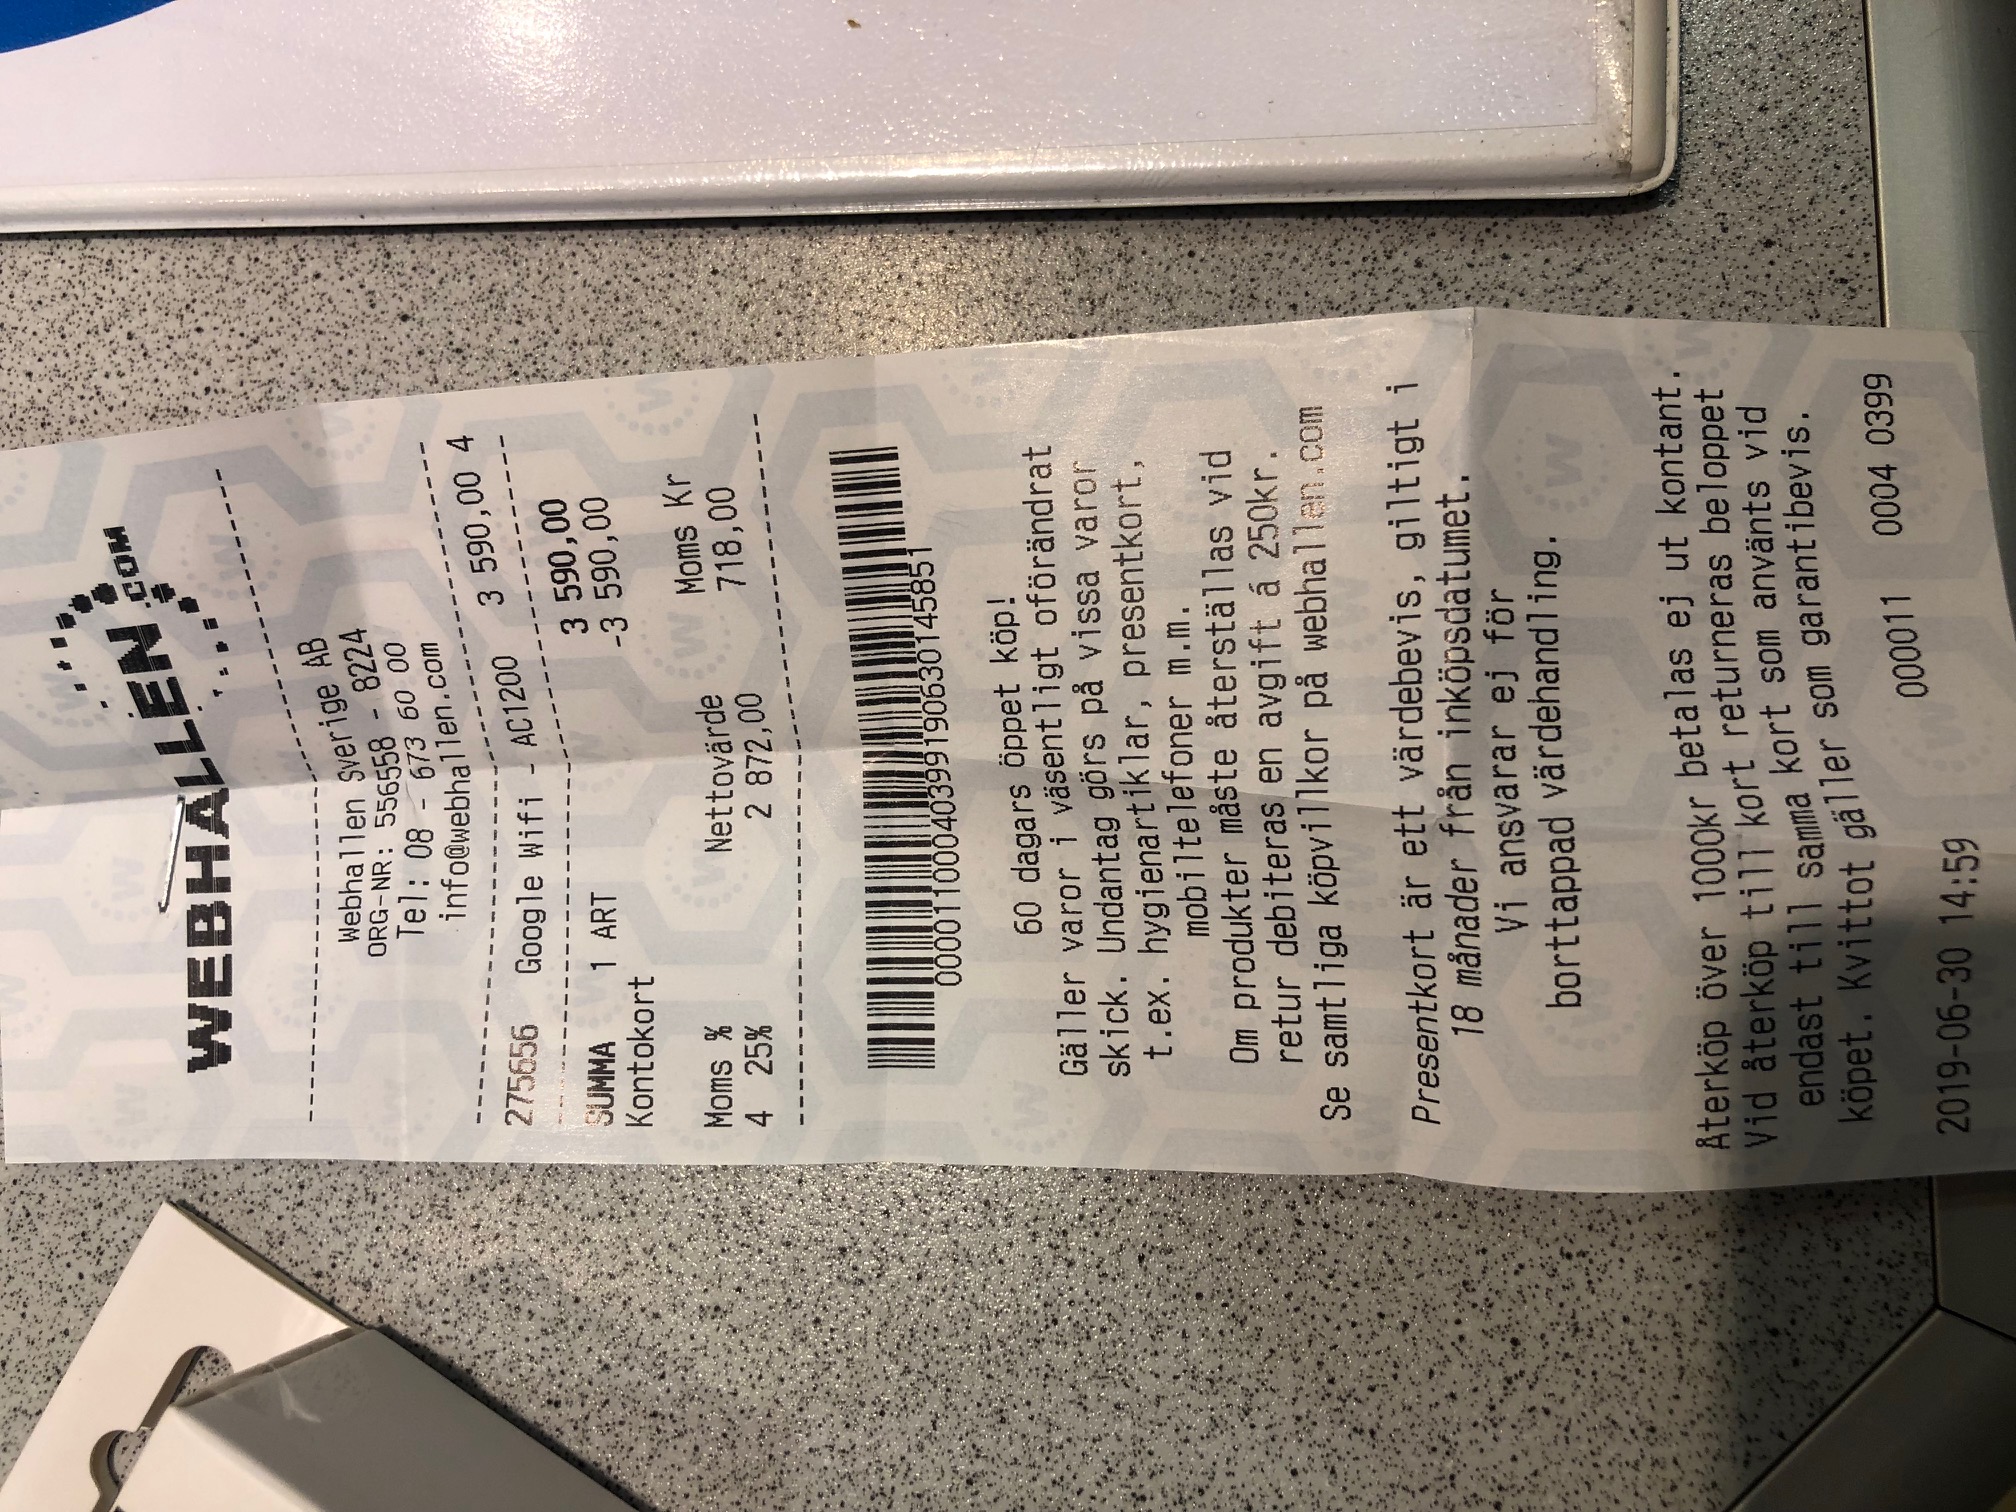 WEBHALLEN.COM
Webhallen Sverige AB
ORG-NR: 556558 - 8224
Tel: 08 - 673 60 00
info@webhallen.com
275656 Google Wifi - AC1200 3 590,00 4
SUMMA 1 ART 3 590,00
Kontokort -3 590,00
Moms % Nettovärde Moms Kr
4 25% 2 872,00 718,00
0000110004039919063014585​1
60 dagars öppet köp!
Gäller varor i väsentligt oförändrat
skick. Undantag görs på vissa varor
t.ex. hygienartiklar, presentkort,
mobiltelefoner m.m.
Om produkter måste återställas vid
retur debiteras en avgift á 250kr.
Se samtliga köpvillkor på webhallen.com
Presentkort är ett värdebevis, giltigt i
18 månader från inköpsdatumet.
Vi ansvarar ej för
borttappad värdehandling.
Återköp över 1000kr betalas ej ut kontant.
Vid återköp till kort returneras beloppet
endast till samma kort som använts vid
köpet. Kvittot gäller som garantibevis.
000011 0004 0399
2019-06-30 14:59